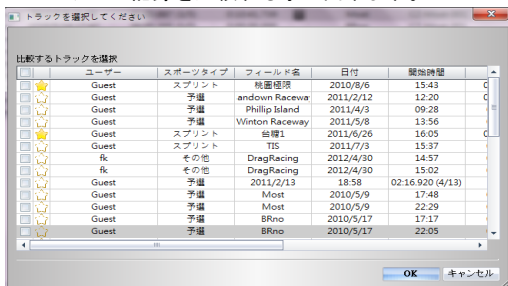 トラックを選択してください
比較するトラックを選択
ユーザー スポーツタイプ フィールド名 日付 開始時間
Guest スプリント 桃園極限 2010/8/6 15:43
Guest 予選 andown Raceway 2011/2/12 12:20
Guest 予選 Phillip Island 2011/4/3 09:28
Guest 予選 Winton Raceway 2011/5/8 13:56
Guest スプリント 台糖1 2011/6/26 16:05
Guest スプリント TIS 2011/7/3 15:37
fk その他 DragRacing 2012/4/30 14:57
fk その他 DragRacing 2012/4/30 15:02
Guest 予選 2011/2/13 18:58 02:16.920 (4/13)
Guest 予選 Most 2010/5/9 17:48
Guest 予選 Most 2010/5/9 22:29
Guest 予選 BRno 2010/5/17 17:17
Guest 予選 BRno 2010/5/17 22:05
OK キャンセル